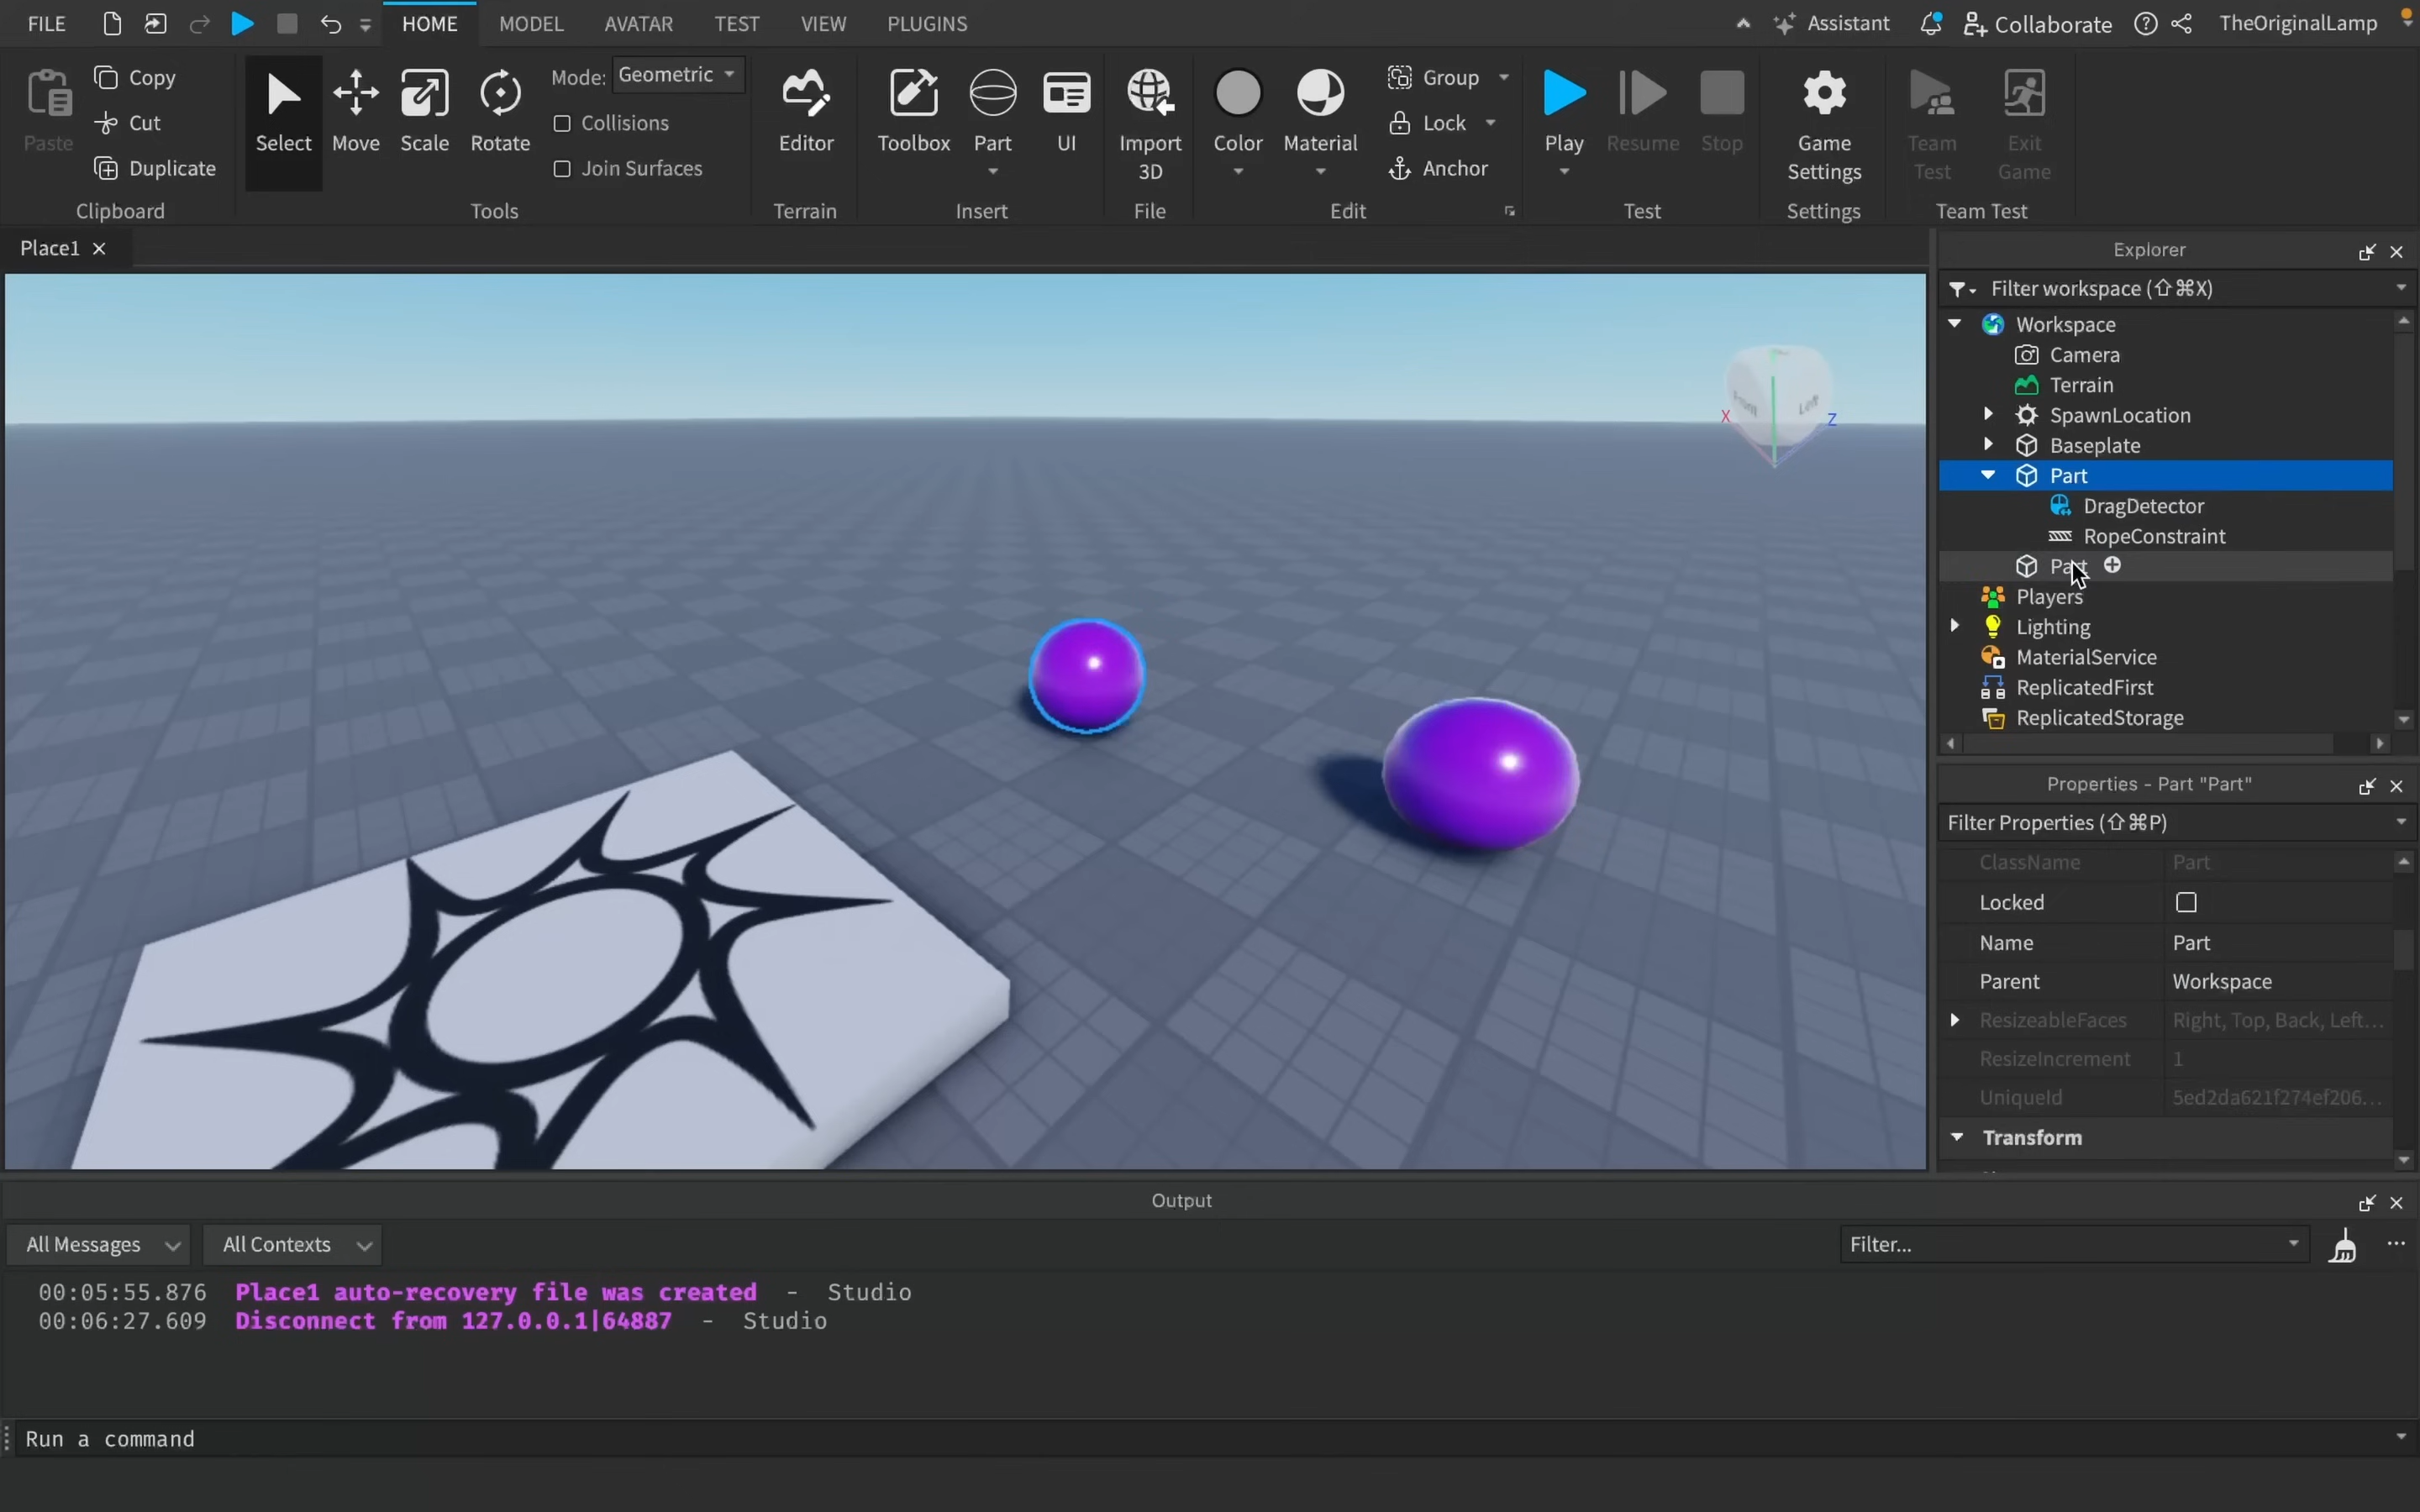 FILE HOME MODEL AVATAR TEST VIEW PLUGINS Assistant Collaborate TheOriginalLamp
Paste
Copy
Cut
Duplicate
Clipboard
Select
Move
Scale
Rotate
Mode: Geometric
Collisions
Join Surfaces
Tools
Editor
Terrain
Toolbox
Part
UI
Insert
Import
3D
File
Color
Material
Group
Lock
Anchor
Edit
Play
Resume
Stop
Test
Game
Settings
Settings
Team
Test
Exit
Game
Team Test
Place1
X
Z
Explorer
Filter workspace (⇧⌘X)
Workspace
Camera
Terrain
SpawnLocation
Baseplate
Part
DragDetector
RopeConstraint
Part
Players
Lighting
MaterialService
ReplicatedFirst
ReplicatedStorage
Properties - Part "Part"
Filter Properties (⇧⌘P)
ClassName Part
Locked
Name Part
Parent Workspace
ResizeableFaces Right, Top, Back, Left...
ResizeIncrement 1
UniqueId 5ed2da621f274ef206...
Transform
Output
All Messages All Contexts Filter...
00:05:55.876 Place1 auto-recovery file was created - Studio
00:06:27.609 Disconnect from 127.0.0.1|64887 - Studio
Run a command